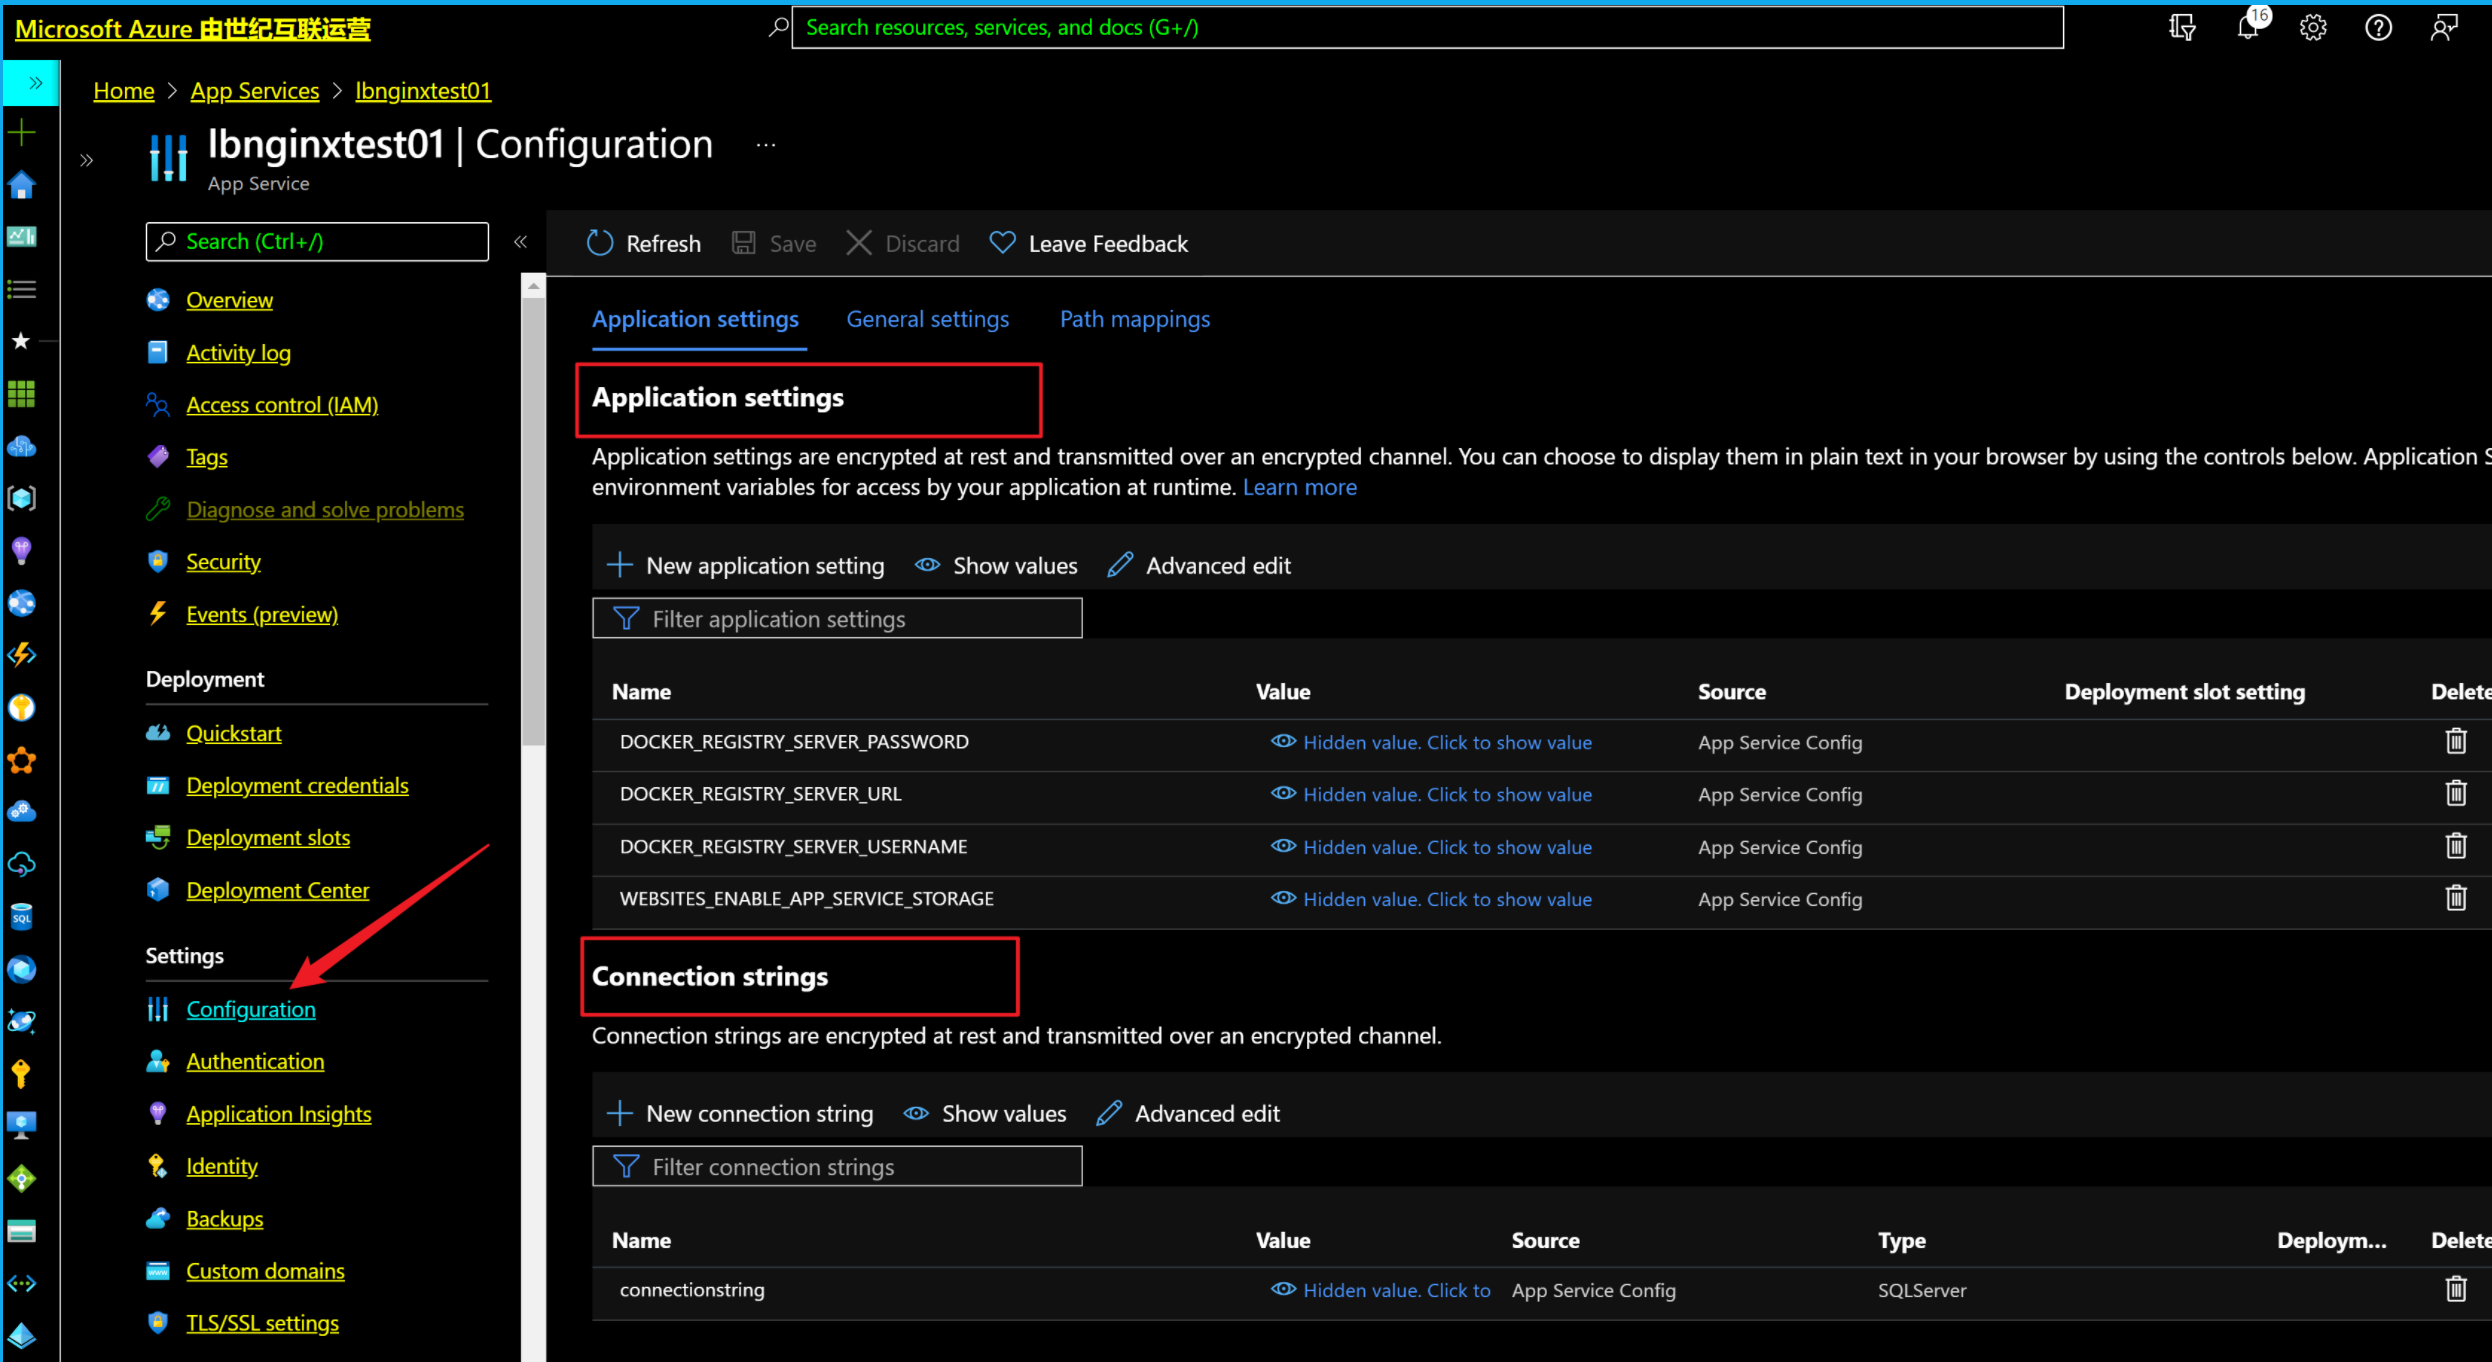 Microsoft Azure 由世纪互联运营
Search resources, services, and docs (G+/)
16
Home > App Services > lbnginxtest01
lbnginxtest01 | Configuration ...
App Service
Search (Ctrl+/)
Overview
Activity log
Access control (IAM)
Tags
Diagnose and solve problems
Security
Events (preview)
Deployment
Quickstart
Deployment credentials
Deployment slots
Deployment Center
Settings
Configuration
Authentication
Application Insights
Identity
Backups
Custom domains
TLS/SSL settings
Refresh Save Discard Leave Feedback
Application settings General settings Path mappings
Application settings
Application settings are encrypted at rest and transmitted over an encrypted channel. You can choose to display them in plain text in your browser by using the controls below. Application S
environment variables for access by your application at runtime. Learn more
New application setting Show values Advanced edit
Filter application settings
Name Value Source Deployment slot setting Delete
DOCKER_REGISTRY_SERVER_PASSWORD Hidden value. Click to show value App Service Config
DOCKER_REGISTRY_SERVER_URL Hidden value. Click to show value App Service Config
DOCKER_REGISTRY_SERVER_USERNAME Hidden value. Click to show value App Service Config
WEBSITES_ENABLE_APP_SERVICE_STORAGE Hidden value. Click to show value App Service Config
Connection strings
Connection strings are encrypted at rest and transmitted over an encrypted channel.
New connection string Show values Advanced edit
Filter connection strings
Name Value Source Type Deploym... Delete
connectionstring Hidden value. Click to App Service Config SQLServer